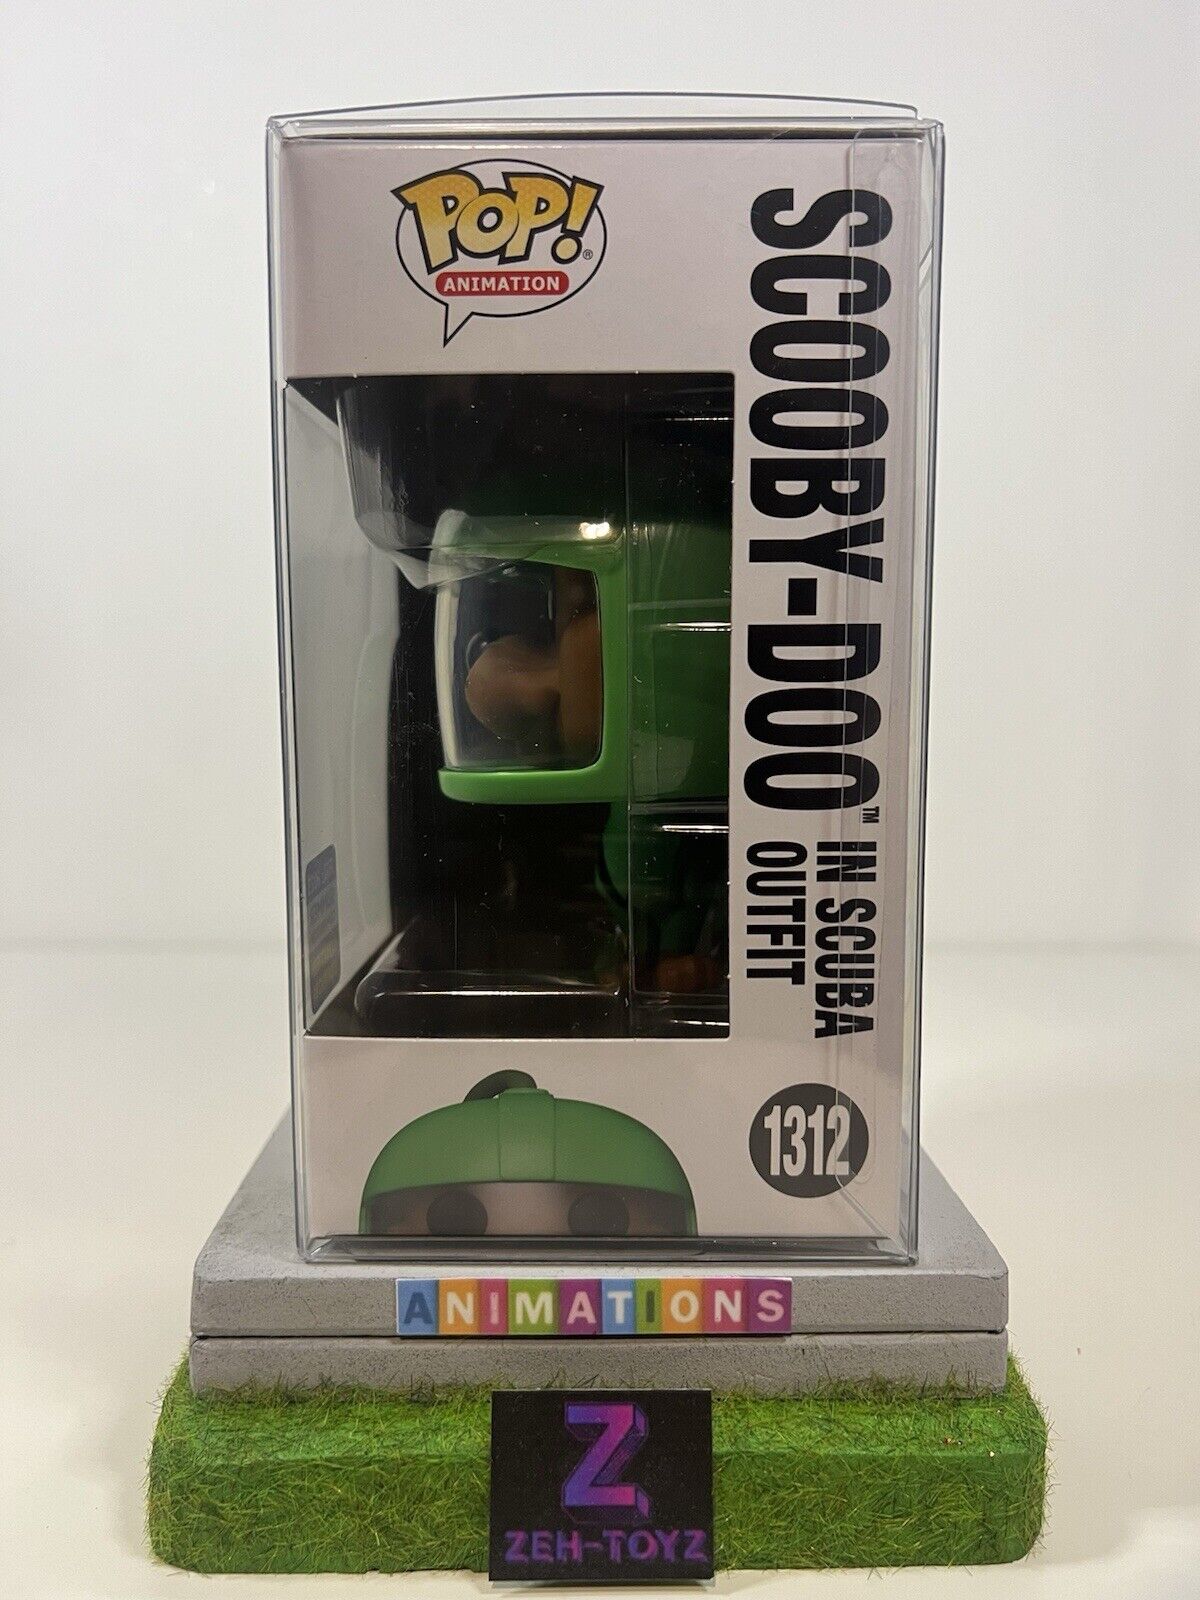 POP!®
ANIMATION
SCOOBY-DOO™ IN SCUBA
OUTFIT
1312
ANIMATIONS
Z
ZEH-TOYZ